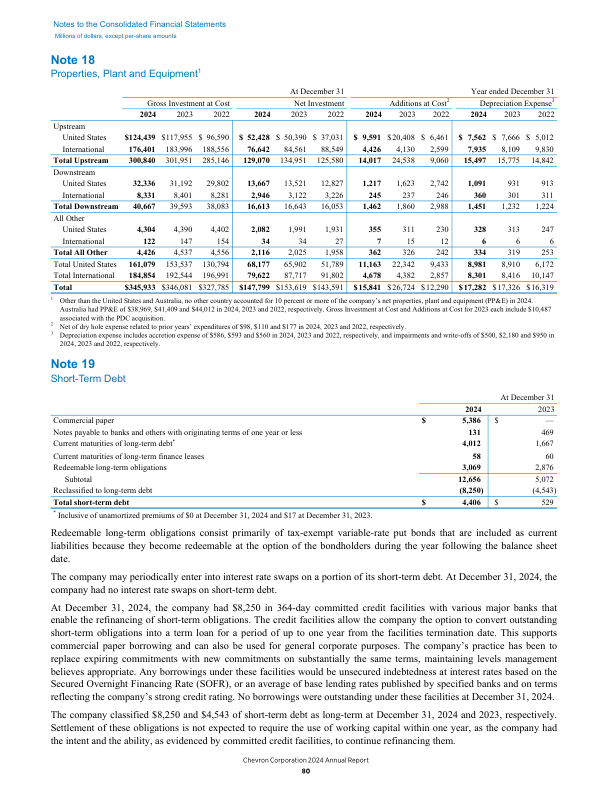 Notes to the Consolidated Financial Statements
Millions of dollars, except per-share amounts
Note 18
Properties, Plant and Equipment1
At December 31 Year ended December 31
Gross Investment at Cost Net Investment Additions at Cost2 Depreciation Expense3
2024 2023 2022 2024 2023 2022 2024 2023 2022 2024 2023 2022
Upstream
United States $124,439 $117,955 $ 96,590 $ 52,428 $ 50,390 $ 37,031 $ 9,591 $20,408 $ 6,461 $ 7,562 $ 7,666 $ 5,012
International 176,401 183,996 188,556 76,642 84,561 88,549 4,426 4,130 2,599 7,935 8,109 9,830
Total Upstream 300,840 301,951 285,146 129,070 134,951 125,580 14,017 24,538 9,060 15,497 15,775 14,842
Downstream
United States 32,336 31,192 29,802 13,667 13,521 12,827 1,217 1,623 2,742 1,091 931 913
International 8,331 8,401 8,281 2,946 3,122 3,226 245 237 246 360 301 311
Total Downstream 40,667 39,593 38,083 16,613 16,643 16,053 1,462 1,860 2,988 1,451 1,232 1,224
All Other
United States 4,304 4,390 4,402 2,082 1,991 1,931 355 311 230 328 313 247
International 122 147 154 34 34 27 7 15 12 6 6 6
Total All Other 4,426 4,537 4,556 2,116 2,025 1,958 362 326 242 334 319 253
Total United States 161,079 153,537 130,794 68,177 65,902 51,789 11,163 22,342 9,433 8,981 8,910 6,172
Total International 184,854 192,544 196,991 79,622 87,717 91,802 4,678 4,382 2,857 8,301 8,416 10,147
Total $345,933 $346,081 $327,785 $147,799 $153,619 $143,591 $15,841 $26,724 $12,290 $17,282 $17,326 $16,319
1 Other than the United States and Australia, no other country accounted for 10 percent or more of the company's net properties, plant and equipment (PP&E) in 2024.
Australia had PP&E of $38,969, $41,409 and $44,012 in 2024, 2023 and 2022, respectively. Gross Investment at Cost and Additions at Cost for 2023 each include $10,487
associated with the PDC acquisition.
2 Net of dry hole expense related to prior years' expenditures of $98, $110 and $177 in 2024, 2023 and 2022, respectively.
3 Depreciation expense includes accretion expense of $586, $593 and $560 in 2024, 2023 and 2022, respectively, and impairments and write-offs of $500, $2,180 and $950 in
2024, 2023 and 2022, respectively.
Note 19
Short-Term Debt
At December 31
2024 2023
Commercial paper $ 5,386 $ —
Notes payable to banks and others with originating terms of one year or less 131 469
Current maturities of long-term debt* 4,012 1,667
Current maturities of long-term finance leases 58 60
Redeemable long-term obligations 3,069 2,876
Subtotal 12,656 5,072
Reclassified to long-term debt (8,250) (4,543)
Total short-term debt $ 4,406 $ 529
* Inclusive of unamortized premiums of $0 at December 31, 2024 and $17 at December 31, 2023.
Redeemable long-term obligations consist primarily of tax-exempt variable-rate put bonds that are included as current
liabilities because they become redeemable at the option of the bondholders during the year following the balance sheet
date.
The company may periodically enter into interest rate swaps on a portion of its short-term debt. At December 31, 2024, the
company had no interest rate swaps on short-term debt.
At December 31, 2024, the company had $8,250 in 364-day committed credit facilities with various major banks that
enable the refinancing of short-term obligations. The credit facilities allow the company the option to convert outstanding
short-term obligations into a term loan for a period of up to one year from the facilities termination date. This supports
commercial paper borrowing and can also be used for general corporate purposes. The company's practice has been to
replace expiring commitments with new commitments on substantially the same terms, maintaining levels management
believes appropriate. Any borrowings under these facilities would be unsecured indebtedness at interest rates based on the
Secured Overnight Financing Rate (SOFR), or an average of base lending rates published by specified banks and on terms
reflecting the company's strong credit rating. No borrowings were outstanding under these facilities at December 31, 2024.
The company classified $8,250 and $4,543 of short-term debt as long-term at December 31, 2024 and 2023, respectively.
Settlement of these obligations is not expected to require the use of working capital within one year, as the company had
the intent and the ability, as evidenced by committed credit facilities, to continue refinancing them.
Chevron Corporation 2024 Annual Report
80